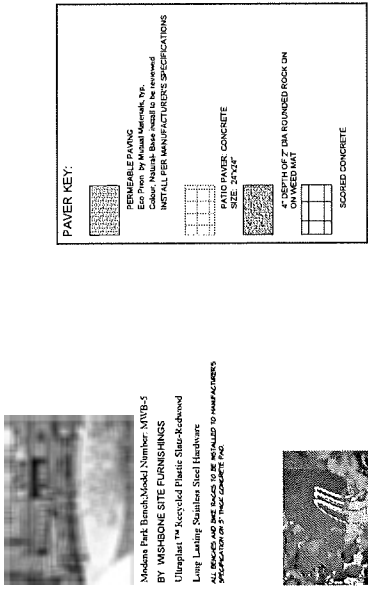 PAVER KEY:
PERMEABLE PAVING
Eco Priora by Mutual Materials, typ.
Colour, Natural- Base install to be reviewed
INSTALL PER MANUFACTURER'S SPECIFICATIONS
PATIO PAVER: CONCRETE
SIZE: 24"x24"
4" DEPTH OF 2" DIA ROUNDED ROCK ON
ON WEED MAT
SCORED CONCRETE
Modena Park Bench,Model Number: MWB-5
BY WISHBONE SITE FURNISHINGS
Ultraplast ™ Recycled Plastic Slats-Redwood
Long Lasting Stainless Steel Hardware
ALL BENCHES AND BIKE RACKS TO BE INSTALLED TO MANUFACTURER'S
SPECIFICATION ON 5" THICK CONCRETE PAD.